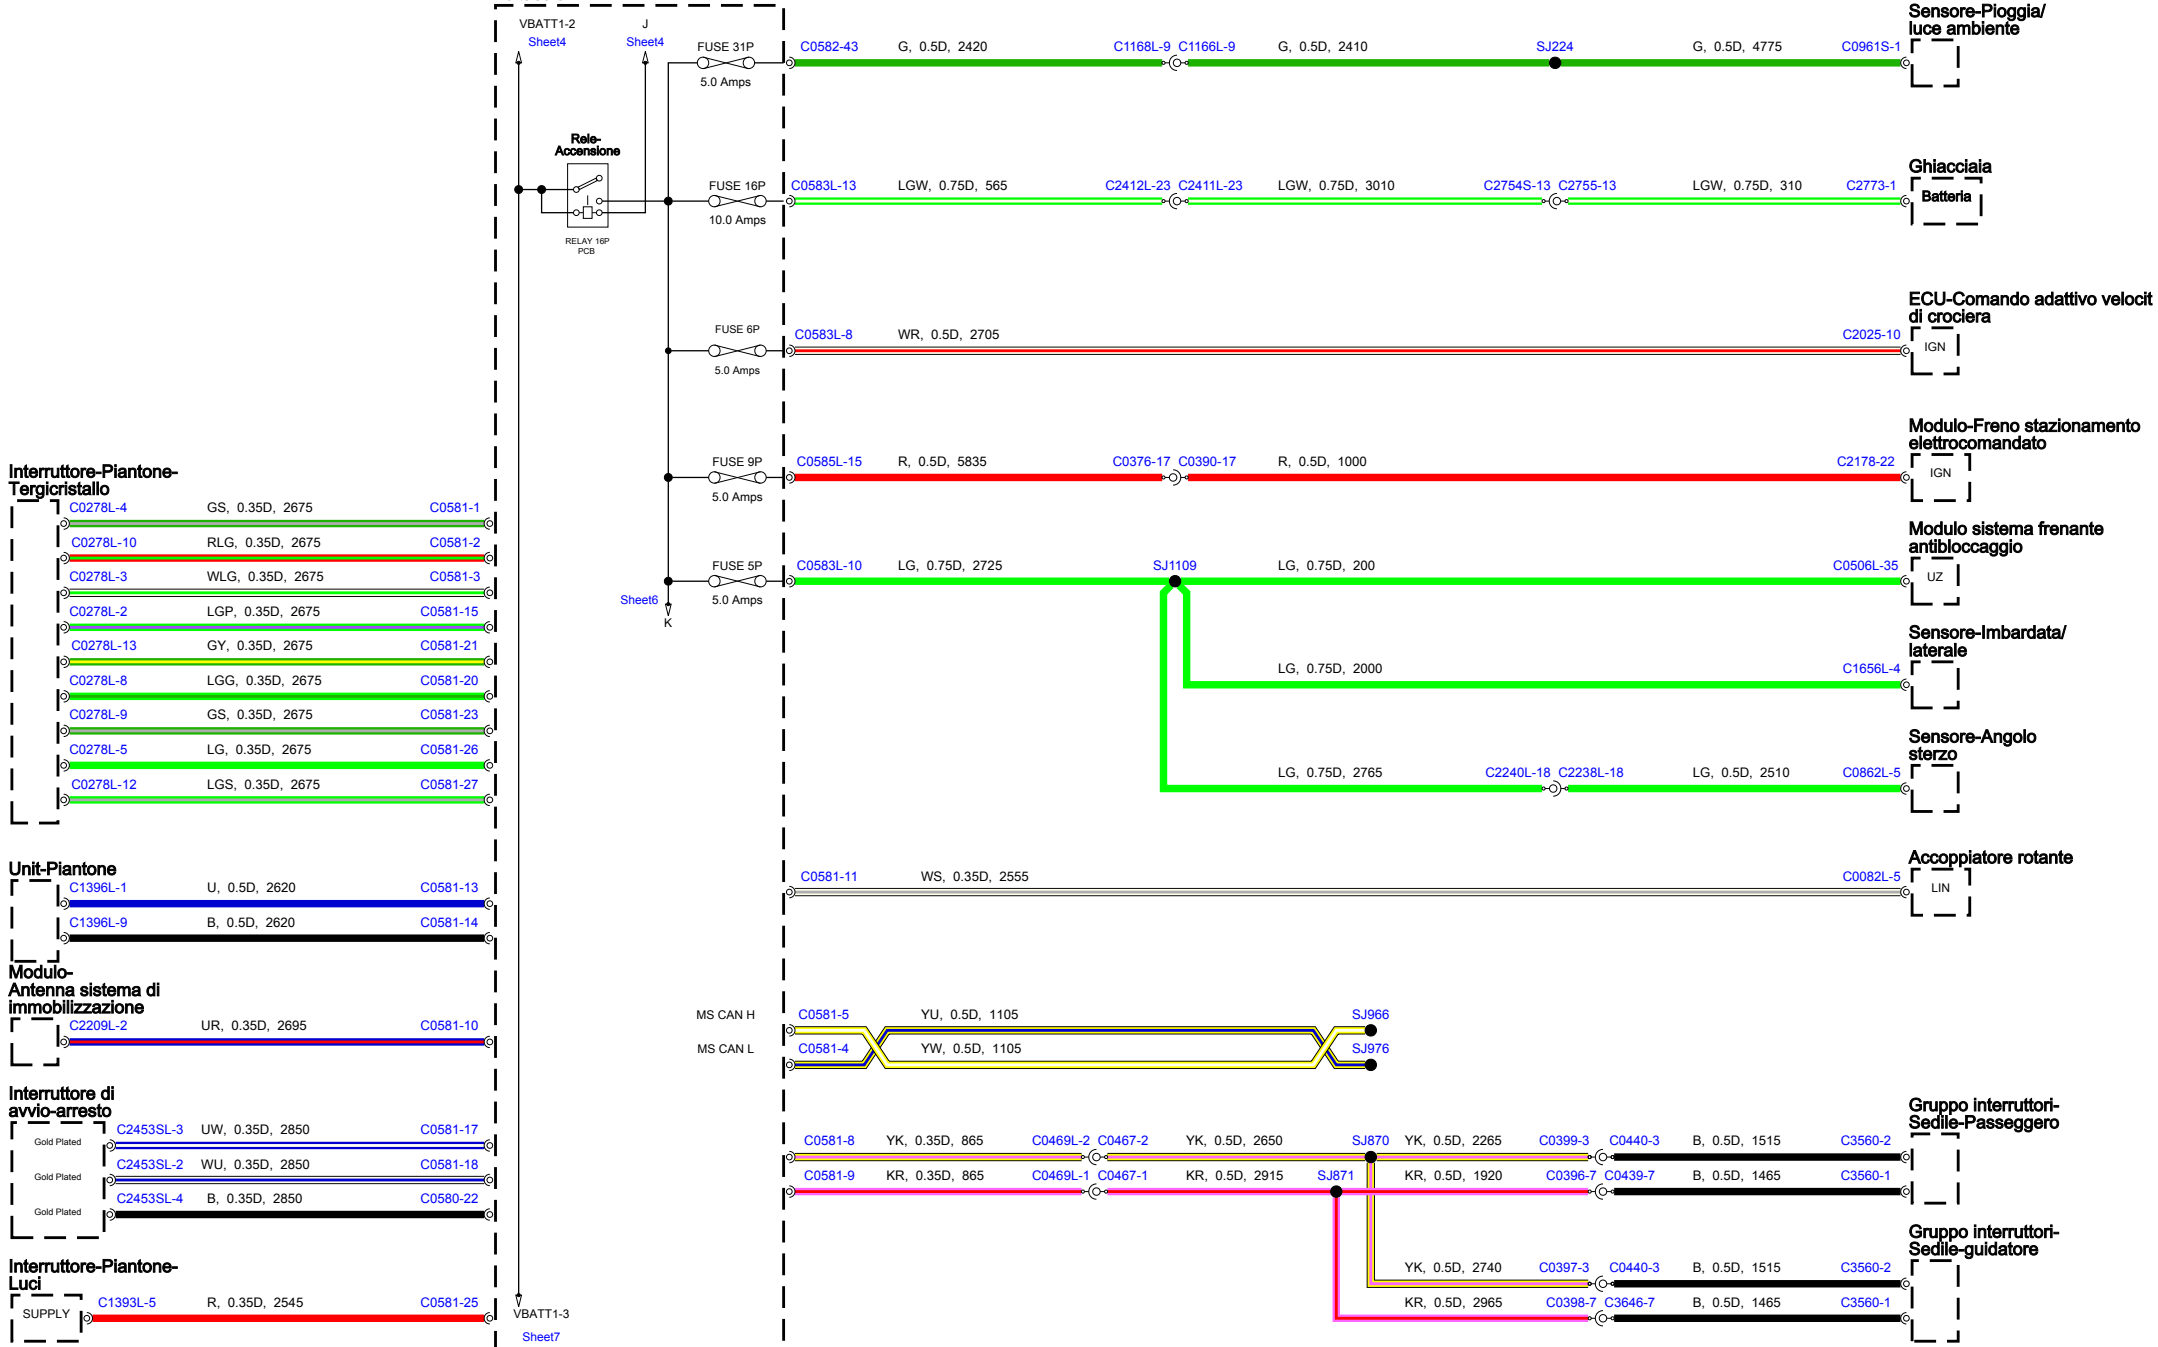 VBATT1-2
Sheet4
J
Sheet4
Rele-
Accensione
RELAY 16P
PCB
Sheet6
K
VBATT1-3
Sheet7
FUSE 31P
5.0 Amps
C0582-43 G, 0.5D, 2420 C1168L-9 C1166L-9 G, 0.5D, 2410 SJ224 G, 0.5D, 4775 C0961S-1
Sensore-Pioggia/
luce ambiente
FUSE 16P
10.0 Amps
C0583L-13 LGW, 0.75D, 565 C2412L-23 C2411L-23 LGW, 0.75D, 3010 C2754S-13 C2755-13 LGW, 0.75D, 310 C2773-1
Ghiacciaia
Batteria
FUSE 6P
5.0 Amps
C0583L-8 WR, 0.5D, 2705 C2025-10
ECU-Comando adattivo velocit
di crociera
IGN
FUSE 9P
5.0 Amps
C0585L-15 R, 0.5D, 5835 C0376-17 C0390-17 R, 0.5D, 1000 C2178-22
Modulo-Freno stazionamento
elettrocomandato
IGN
FUSE 5P
5.0 Amps
C0583L-10 LG, 0.75D, 2725 SJ1109 LG, 0.75D, 200 C0506L-35
Modulo sistema frenante
antibloccaggio
UZ
LG, 0.75D, 2000 C1656L-4
Sensore-Imbardata/
laterale
LG, 0.75D, 2765 C2240L-18 C2238L-18 LG, 0.5D, 2510 C0862L-5
Sensore-Angolo
sterzo
C0581-11 WS, 0.35D, 2555 C0082L-5
Accoppiatore rotante
LIN
MS CAN H C0581-5 YU, 0.5D, 1105 SJ966
MS CAN L C0581-4 YW, 0.5D, 1105 SJ976
C0581-8 YK, 0.35D, 865 C0469L-2 C0467-2 YK, 0.5D, 2650 SJ870 YK, 0.5D, 2265 C0399-3 C0440-3 B, 0.5D, 1515 C3560-2
C0581-9 KR, 0.35D, 865 C0469L-1 C0467-1 KR, 0.5D, 2915 SJ871 KR, 0.5D, 1920 C0396-7 C0439-7 B, 0.5D, 1465 C3560-1
Gruppo interruttori-
Sedile-Passeggero
YK, 0.5D, 2740 C0397-3 C0440-3 B, 0.5D, 1515 C3560-2
KR, 0.5D, 2965 C0398-7 C3646-7 B, 0.5D, 1465 C3560-1
Gruppo interruttori-
Sedile-guidatore
Interruttore-Piantone-
Tergicristallo
C0278L-4 GS, 0.35D, 2675 C0581-1
C0278L-10 RLG, 0.35D, 2675 C0581-2
C0278L-3 WLG, 0.35D, 2675 C0581-3
C0278L-2 LGP, 0.35D, 2675 C0581-15
C0278L-13 GY, 0.35D, 2675 C0581-21
C0278L-8 LGG, 0.35D, 2675 C0581-20
C0278L-9 GS, 0.35D, 2675 C0581-23
C0278L-5 LG, 0.35D, 2675 C0581-26
C0278L-12 LGS, 0.35D, 2675 C0581-27
Unit-Piantone
C1396L-1 U, 0.5D, 2620 C0581-13
C1396L-9 B, 0.5D, 2620 C0581-14
Modulo-
Antenna sistema di
immobilizzazione
C2209L-2 UR, 0.35D, 2695 C0581-10
Interruttore di
avvio-arresto
Gold Plated C2453SL-3 UW, 0.35D, 2850 C0581-17
Gold Plated C2453SL-2 WU, 0.35D, 2850 C0581-18
Gold Plated C2453SL-4 B, 0.35D, 2850 C0580-22
Interruttore-Piantone-
Luci
SUPPLY C1393L-5 R, 0.35D, 2545 C0581-25